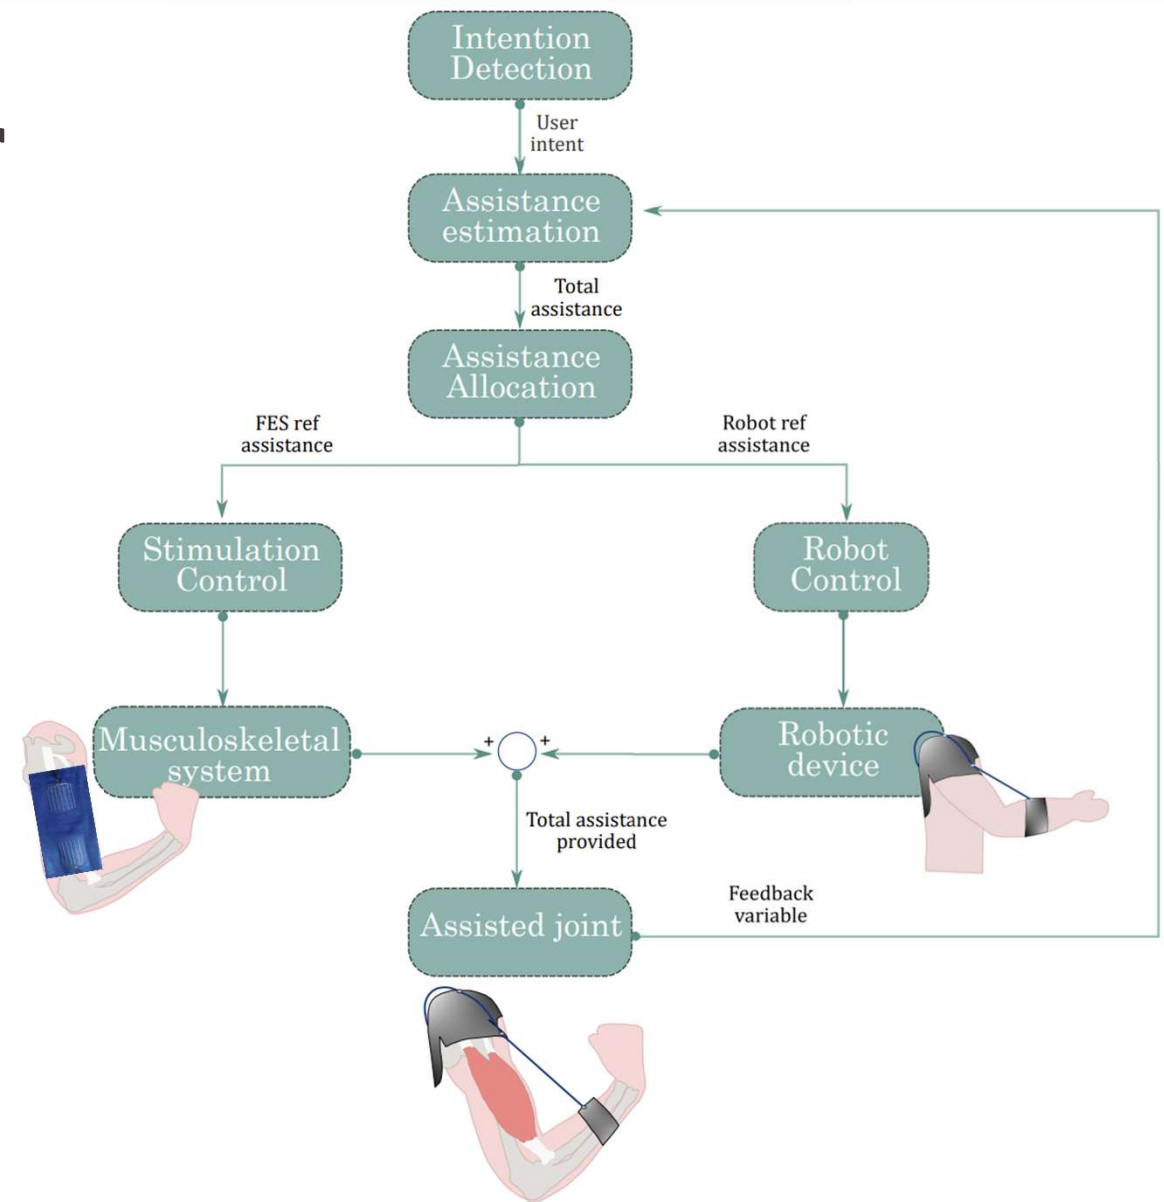 Intention
Detection
User
intent
Assistance
estimation
Total
assistance
Assistance
Allocation
FES ref
assistance
Robot ref
assistance
Stimulation
Control
Robot
Control
Musculoskeletal
system
+
+
Robotic
device
Total assistance
provided
Feedback
variable
Assisted joint